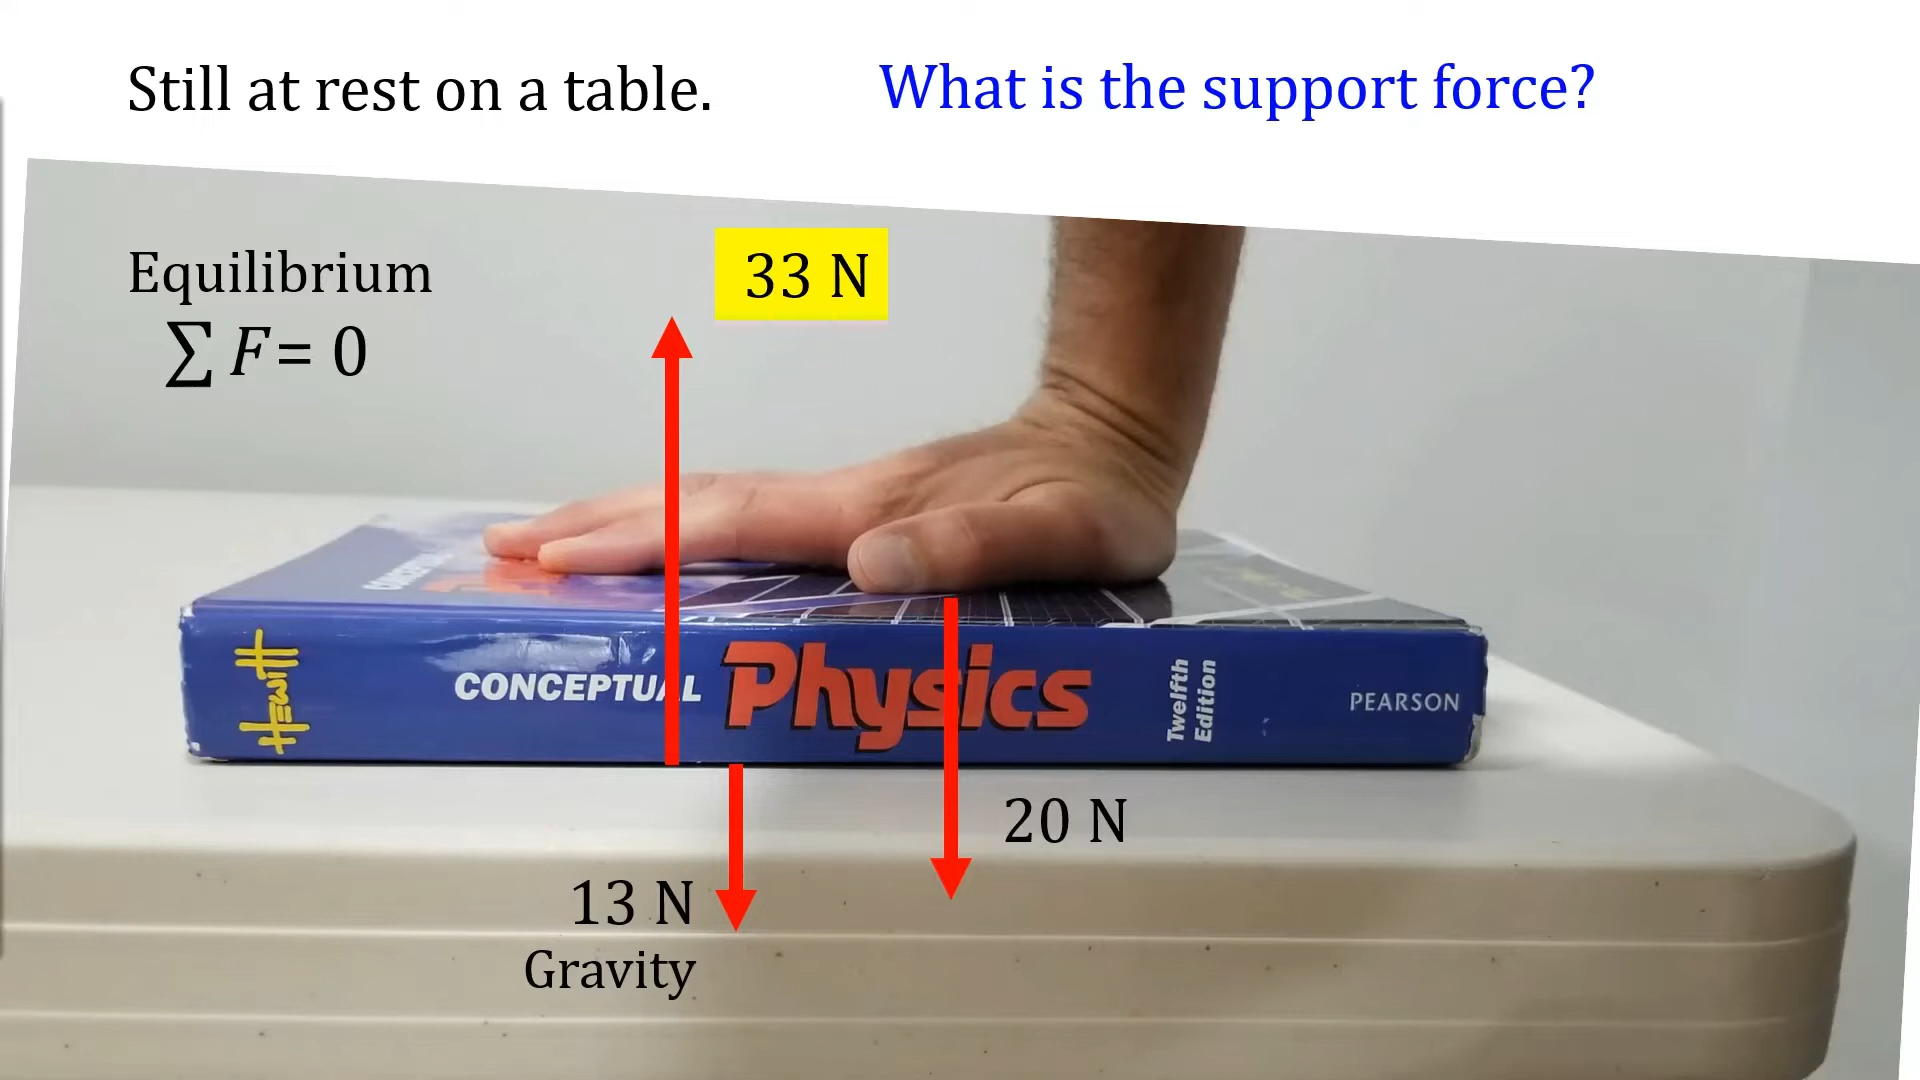 Still at rest on a table.
What is the support force?
Equilibrium
∑ F = 0
33 N
Hewitt
CONCEPTUAL Physics
Twelfth
Edition
PEARSON
20 N
13 N
Gravity